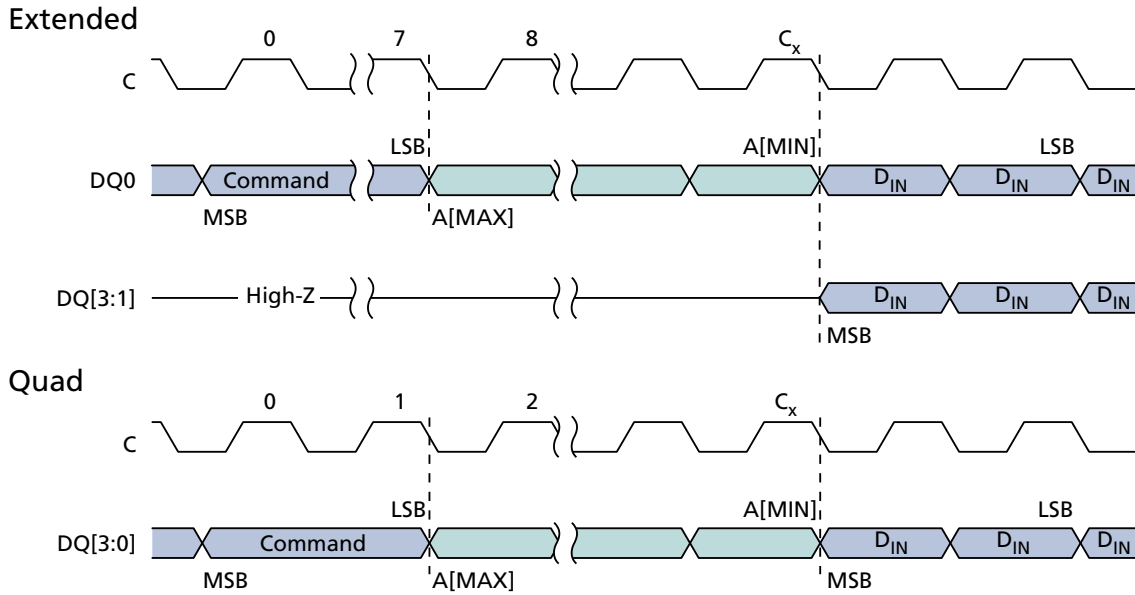 Extended
0 7 8 Cx
C
LSB A[MIN] LSB
DQ0 Command DIN DIN DIN
MSB A[MAX]
DQ[3:1] High-Z DIN DIN DIN
MSB
Quad
0 1 2 Cx
C
LSB A[MIN] LSB
DQ[3:0] Command DIN DIN DIN
MSB A[MAX] MSB